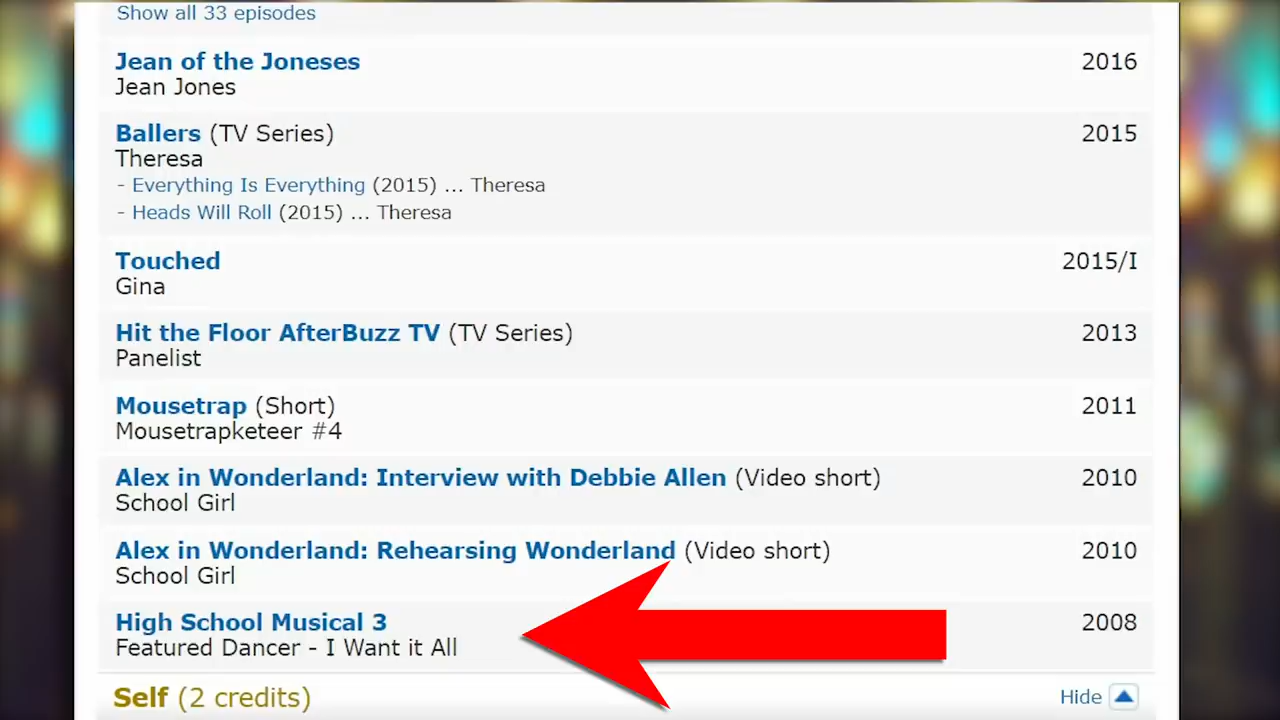 Show all 33 episodes
Jean of the Joneses 2016
Jean Jones
Ballers (TV Series) 2015
Theresa
- Everything Is Everything (2015) ... Theresa
- Heads Will Roll (2015) ... Theresa
Touched 2015/I
Gina
Hit the Floor AfterBuzz TV (TV Series) 2013
Panelist
Mousetrap (Short) 2011
Mousetrapketeer #4
Alex in Wonderland: Interview with Debbie Allen (Video short) 2010
School Girl
Alex in Wonderland: Rehearsing Wonderland (Video short) 2010
School Girl
High School Musical 3 2008
Featured Dancer - I Want it All
Self (2 credits) Hide